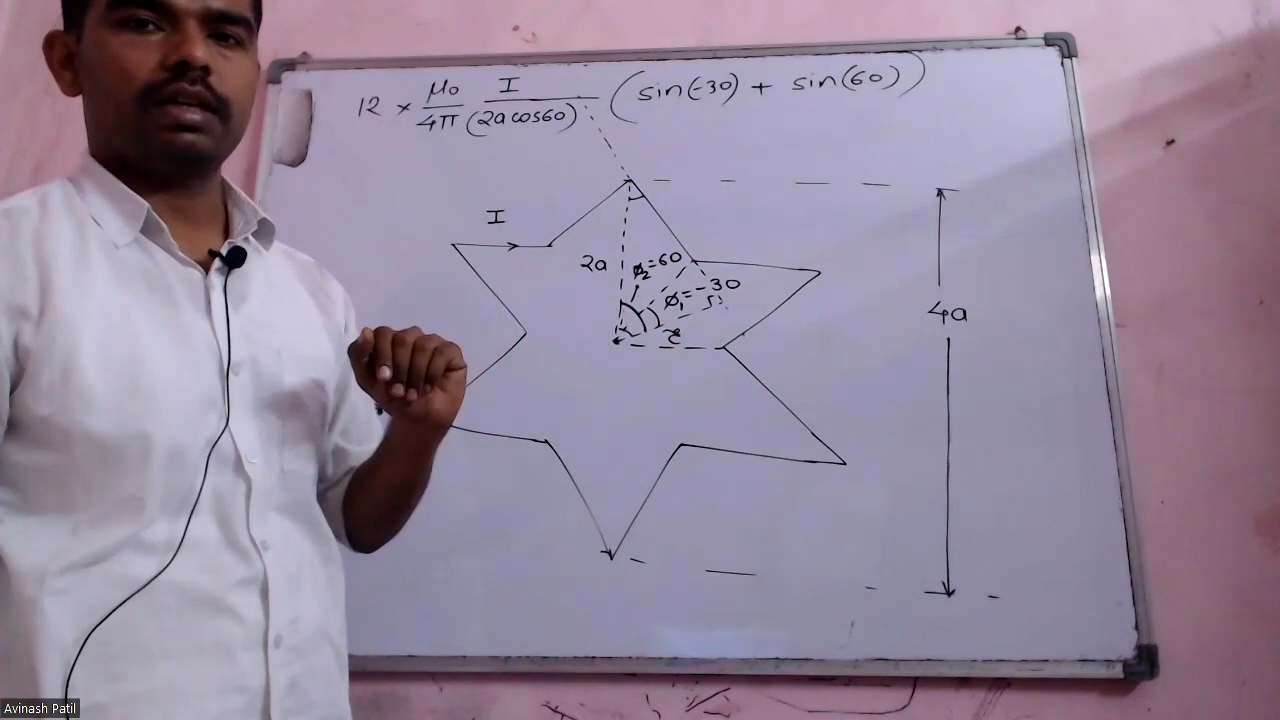 12 × μ0/4π I/(2a cos60) (sin(-30) + sin(60))
I
2a
ϕ2=60
ϕ1=-30
r
4a
Avinash Patil